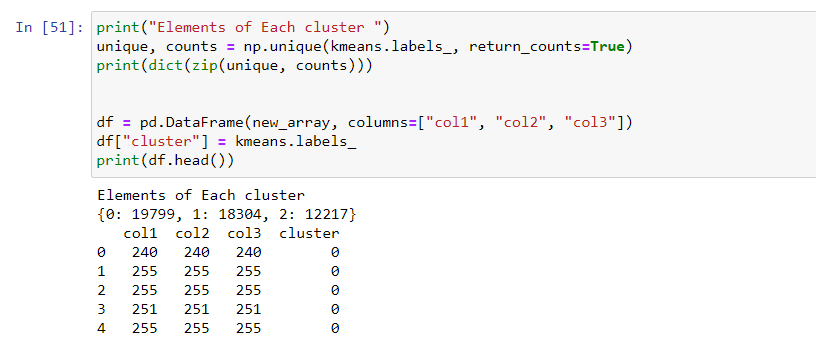 In [51]: print("Elements of Each cluster ")
unique, counts = np.unique(kmeans.labels_, return_counts=True)
print(dict(zip(unique, counts)))
df = pd.DataFrame(new_array, columns=["col1", "col2", "col3"])
df["cluster"] = kmeans.labels_
print(df.head())
Elements of Each cluster
{0: 19799, 1: 18304, 2: 12217}
col1 col2 col3 cluster
0 240 240 240 0
1 255 255 255 0
2 255 255 255 0
3 251 251 251 0
4 255 255 255 0